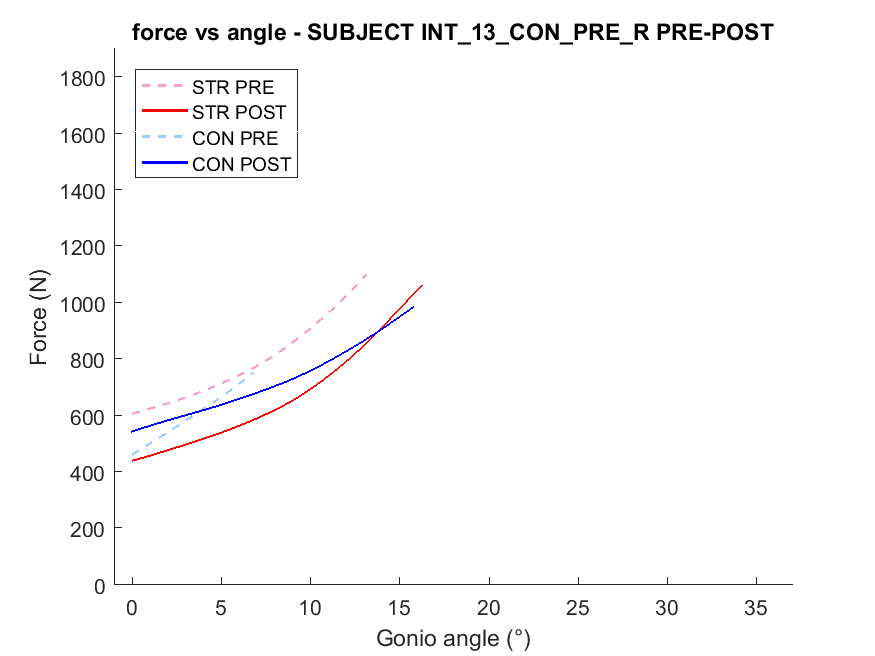 force vs angle - SUBJECT INT_13_CON_PRE_R PRE-POST
STR PRE
STR POST
CON PRE
CON POST
1800
1600
1400
1200
1000
800
600
400
200
0
Force (N)
0 5 10 15 20 25 30 35
Gonio angle (°)